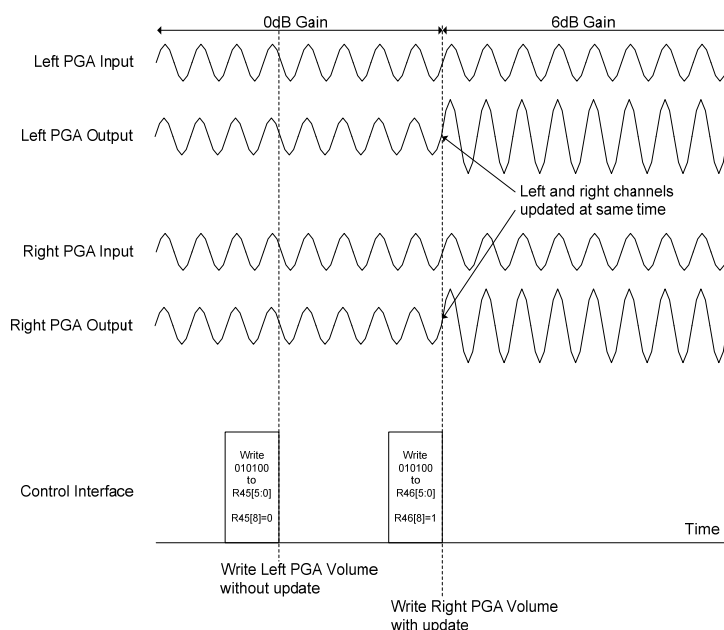 0dB Gain
6dB Gain
Left PGA Input
Left PGA Output
Left and right channels
updated at same time
Right PGA Input
Right PGA Output
Write
010100
to
R45[5:0]
R45[8]=0
Write
010100
to
R46[5:0]
R46[8]=1
Control Interface
Time
Write Left PGA Volume
without update
Write Right PGA Volume
with update